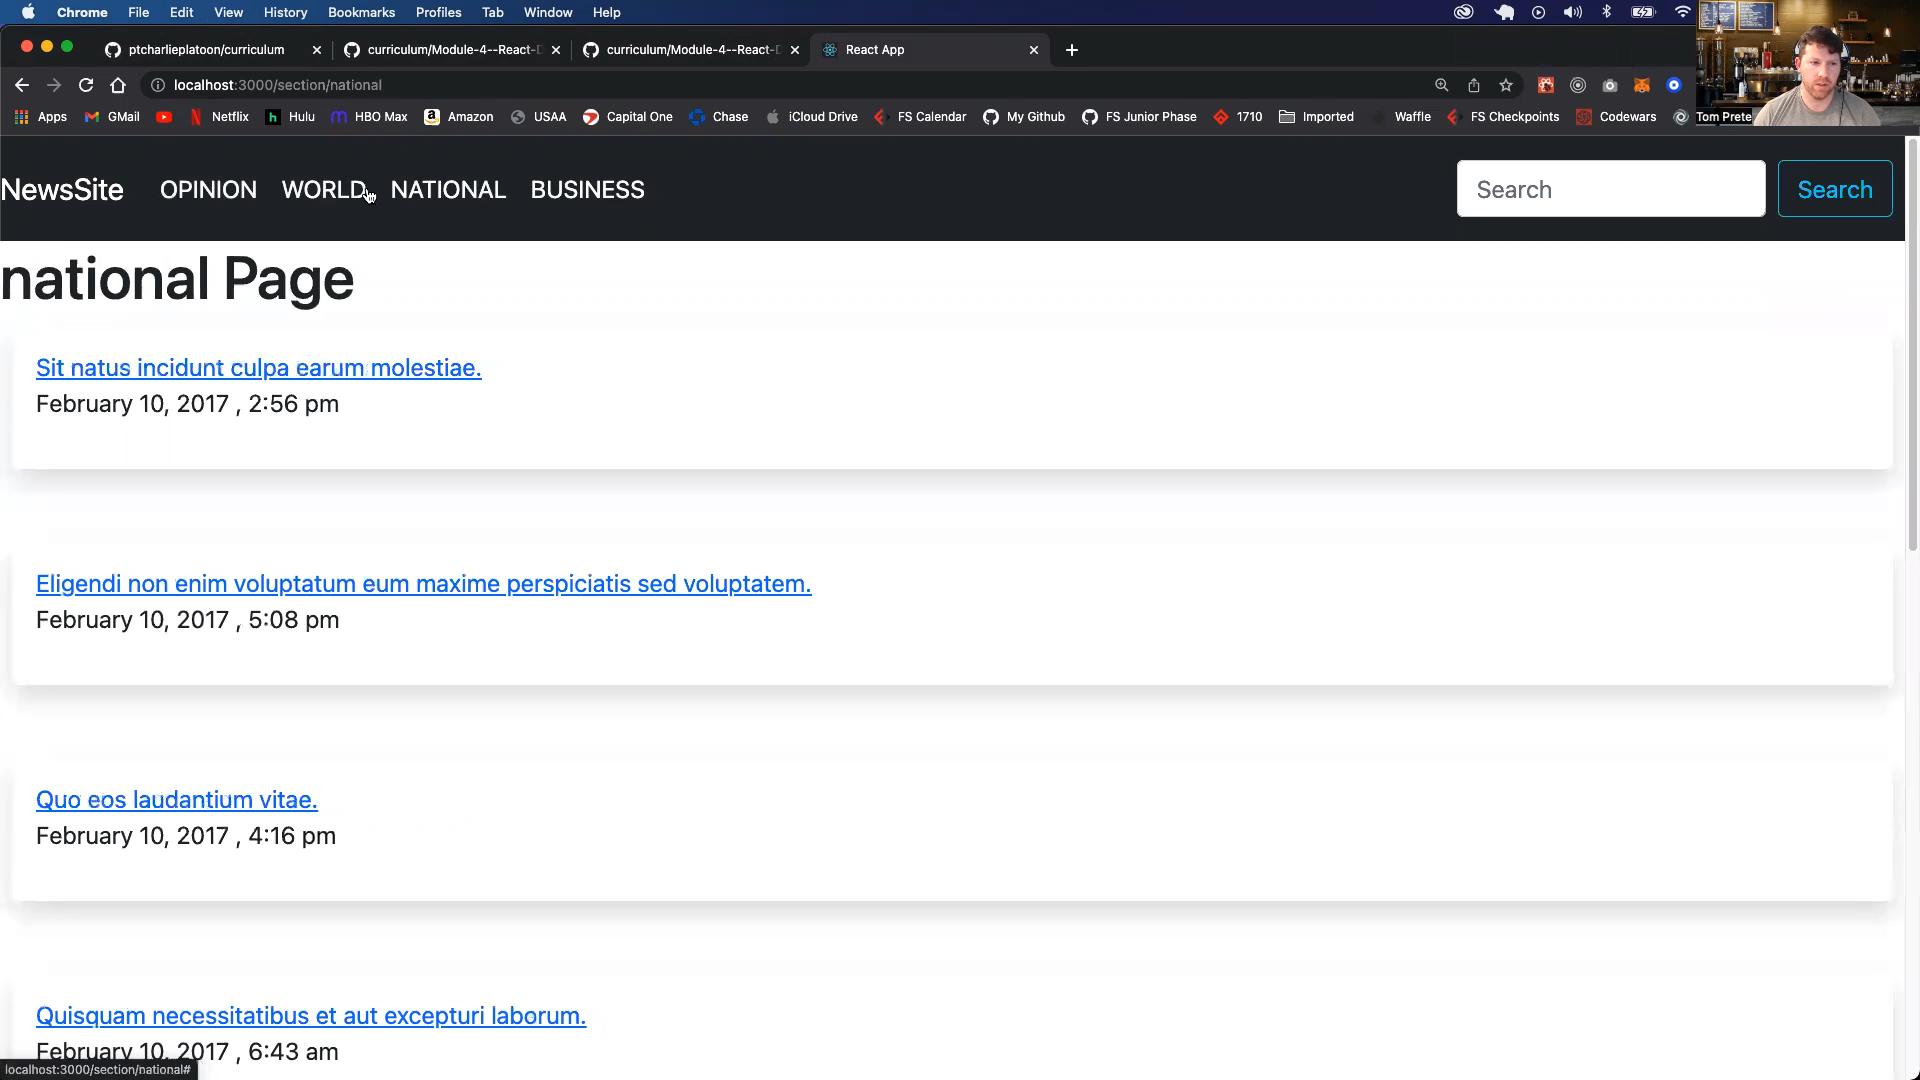 Chrome File Edit View History Bookmarks Profiles Tab Window Help
ptcharlieplatoon/curriculum
curriculum/Module-4--React-D
curriculum/Module-4--React-D
React App
localhost:3000/section/national
Apps GMail Netflix Hulu HBO Max Amazon USAA Capital One Chase iCloud Drive FS Calendar My Github FS Junior Phase 1710 Imported Waffle FS Checkpoints Codewars Tom Prete
NewsSite OPINION WORLD NATIONAL BUSINESS Search Search
national Page
Sit natus incidunt culpa earum molestiae.
February 10, 2017 , 2:56 pm
Eligendi non enim voluptatum eum maxime perspiciatis sed voluptatem.
February 10, 2017 , 5:08 pm
Quo eos laudantium vitae.
February 10, 2017 , 4:16 pm
Quisquam necessitatibus et aut excepturi laborum.
February 10, 2017 , 6:43 am
localhost:3000/section/national#